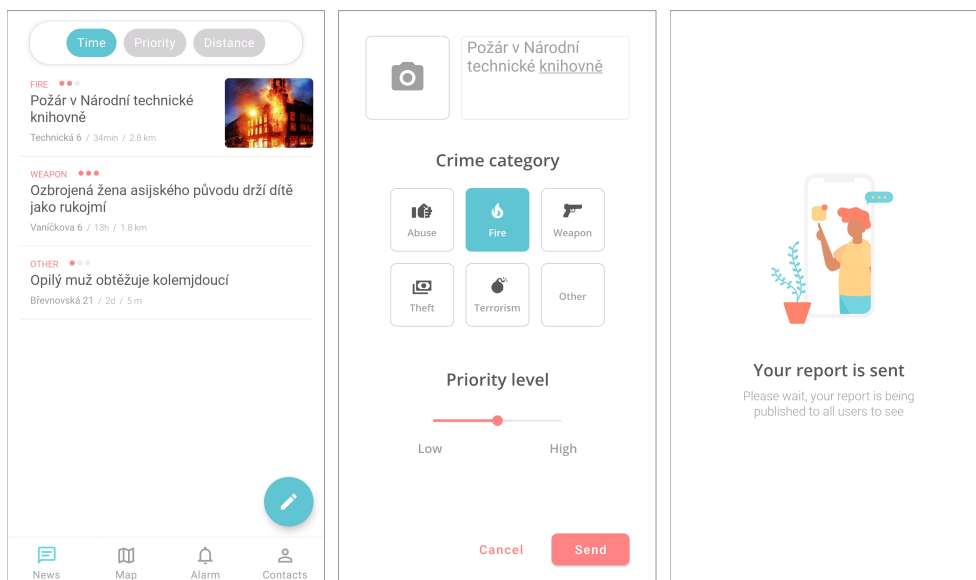 Time Priority Distance
FIRE
Požár v Národní technické
knihovně
Technická 6 / 34min / 2.8 km
WEAPON
Ozbrojená žena asijského původu drží dítě
jako rukojmí
Vaníčkova 6 / 13h / 1.8 km
OTHER
Opilý muž obtěžuje kolemjdoucí
Břevnovská 21 / 2d / 5 m
News Map Alarm Contacts
Požár v Národní
technické knihovně
Crime category
Abuse Fire Weapon
Theft Terrorism Other
Priority level
Low High
Cancel Send
Your report is sent
Please wait, your report is being
published to all users to see